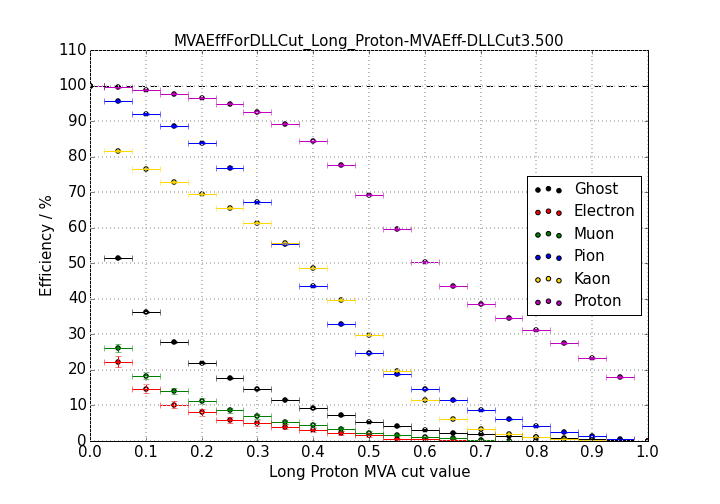 MVAEffForDLLCut_Long_Proton-MVAEff-DLLCut3.500
110
100
90
80
70
60
50
40
30
20
10
0
Efficiency / %
Ghost
Electron
Muon
Pion
Kaon
Proton
0.0 0.1 0.2 0.3 0.4 0.5 0.6 0.7 0.8 0.9 1.0
Long Proton MVA cut value